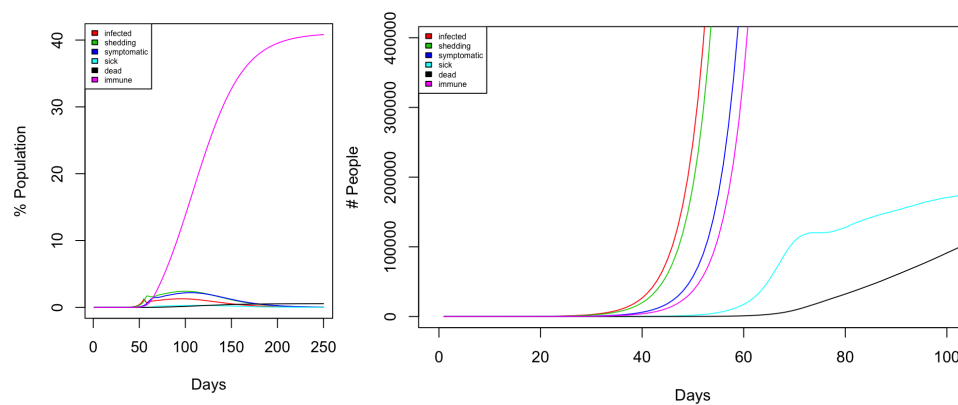 infected
shedding
symptomatic
sick
dead
immune
% Population
0
10
20
30
40
0
50
100
150
200
250
Days
infected
shedding
symptomatic
sick
dead
immune
# People
0
100000
200000
300000
400000
0
20
40
60
80
100
Days